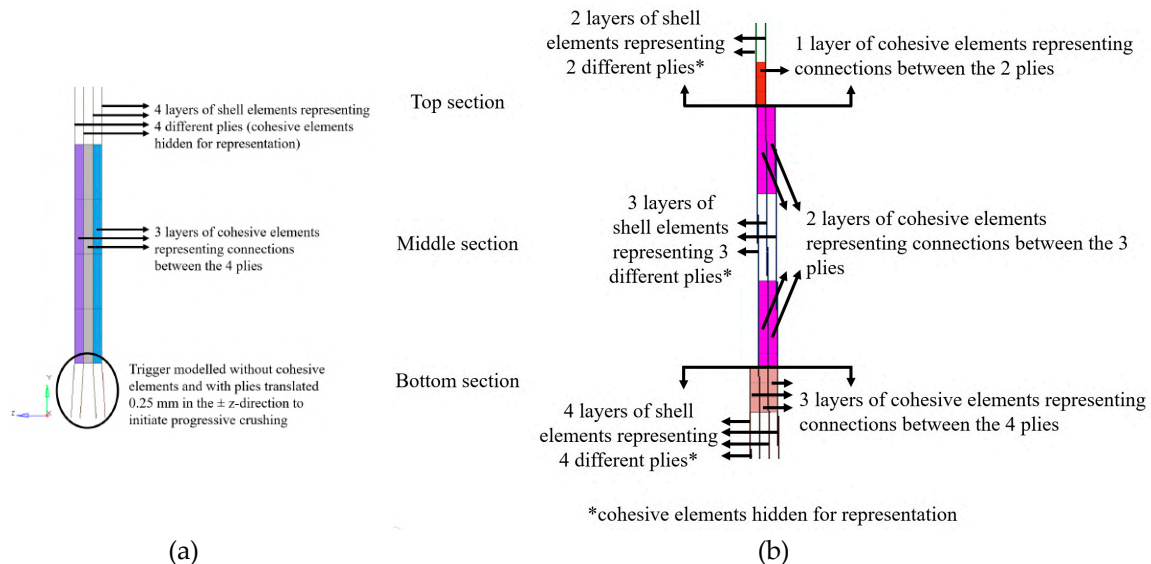 4 layers of shell elements representing
4 different plies (cohesive elements
hidden for representation)
3 layers of cohesive elements
representing connections
between the 4 plies
Trigger modelled without cohesive
elements and with plies translated
0.25 mm in the ± z-direction to
initiate progressive crushing
Y
Z
X
(a)
Top section
Middle section
Bottom section
2 layers of shell
elements representing
2 different plies*
1 layer of cohesive elements representing
connections between the 2 plies
3 layers of
shell elements
representing 3
different plies*
2 layers of cohesive elements
representing connections between the 3
plies
4 layers of shell
elements representing
4 different plies*
3 layers of cohesive elements representing
connections between the 4 plies
*cohesive elements hidden for representation
(b)